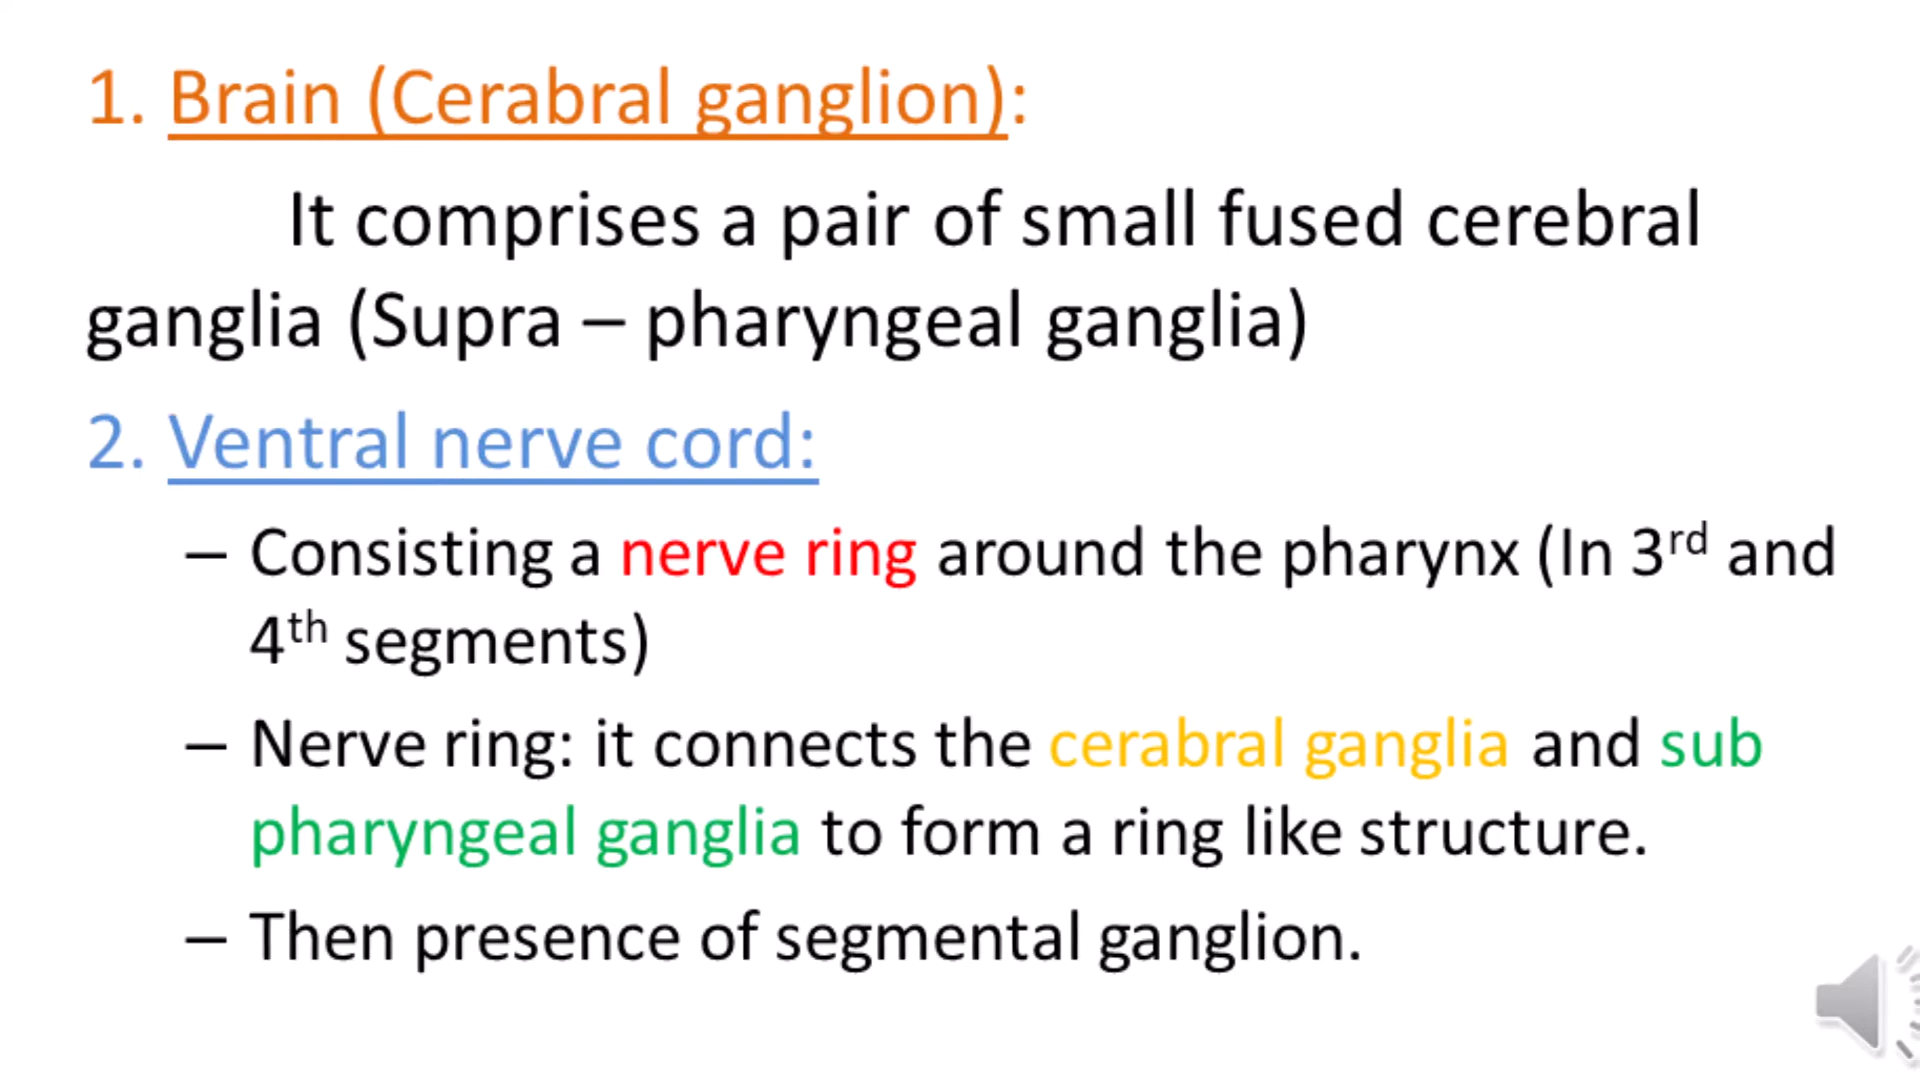 1. Brain (Cerabral ganglion):
It comprises a pair of small fused cerebral
ganglia (Supra – pharyngeal ganglia)
2. Ventral nerve cord:
– Consisting a nerve ring around the pharynx (In 3rd and
4th segments)
– Nerve ring: it connects the cerabral ganglia and sub
pharyngeal ganglia to form a ring like structure.
– Then presence of segmental ganglion.